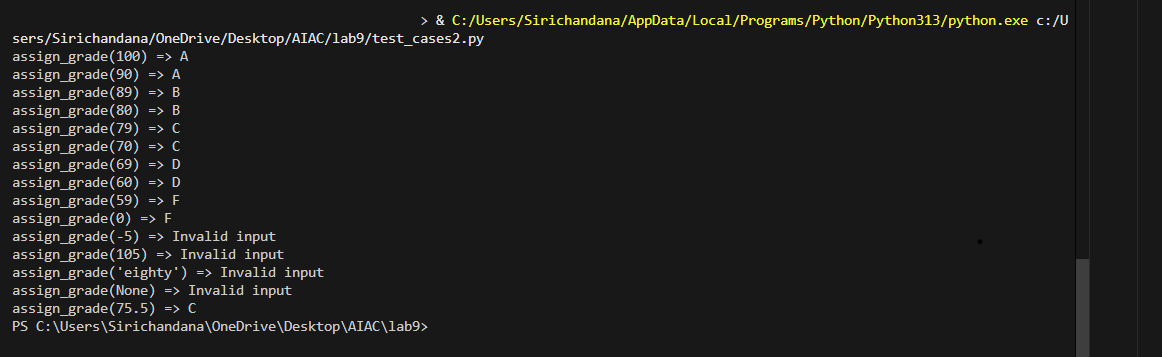 > & C:/Users/Sirichandana/AppData/Local/Programs/Python/Python313/python.exe c:/U
sers/Sirichandana/OneDrive/Desktop/AIAC/lab9/test_cases2.py
assign_grade(100) => A
assign_grade(90) => A
assign_grade(89) => B
assign_grade(80) => B
assign_grade(79) => C
assign_grade(70) => C
assign_grade(69) => D
assign_grade(60) => D
assign_grade(59) => F
assign_grade(0) => F
assign_grade(-5) => Invalid input
assign_grade(105) => Invalid input
assign_grade('eighty') => Invalid input
assign_grade(None) => Invalid input
assign_grade(75.5) => C
PS C:\Users\Sirichandana\OneDrive\Desktop\AIAC\lab9>